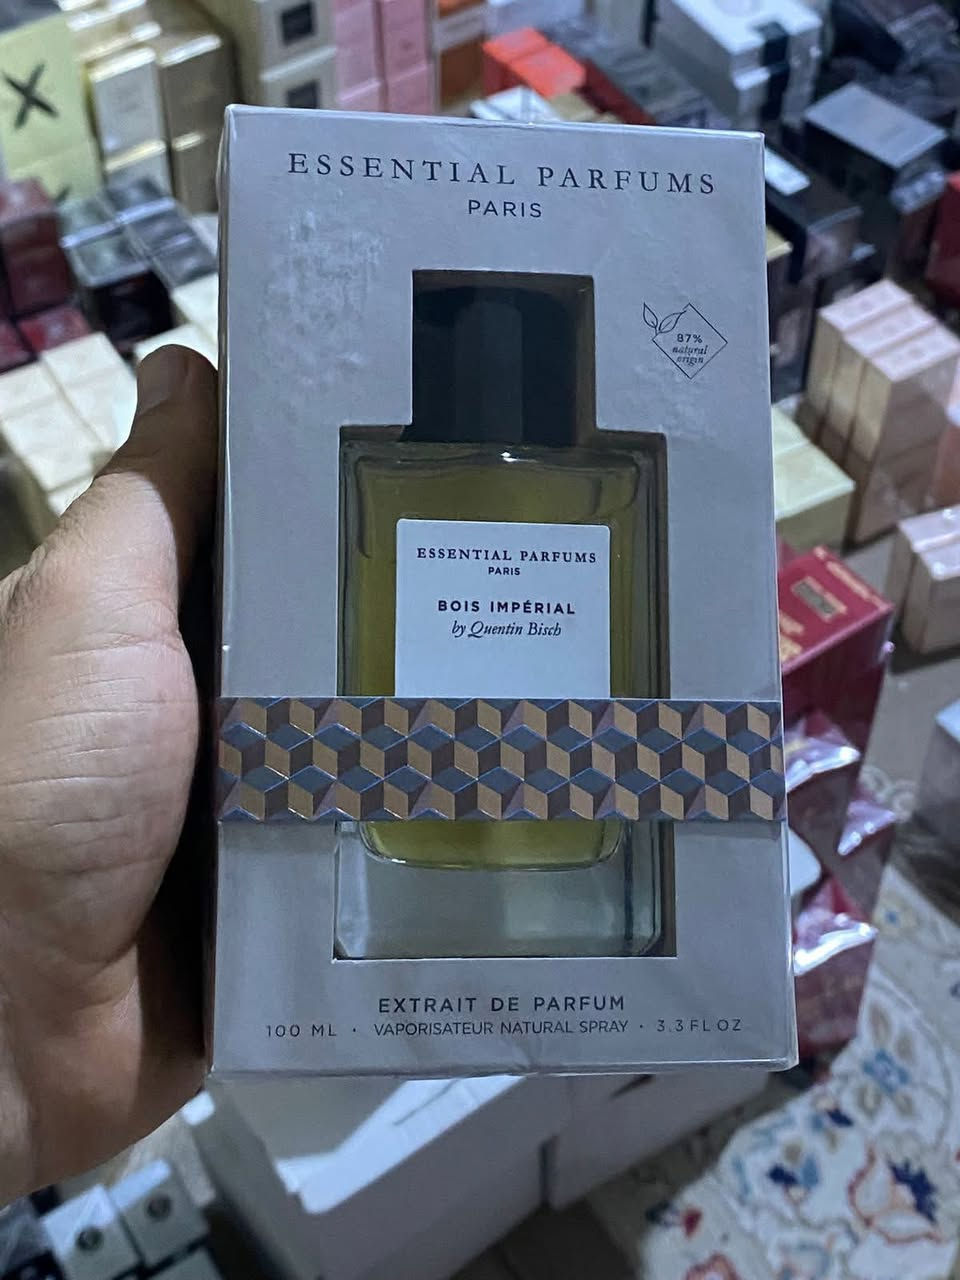 ESSENTIAL PARFUMS
PARIS
87%
natural
origin
ESSENTIAL PARFUMS
PARIS
BOIS IMPÉRIAL
by Quentin Bisch
EXTRAIT DE PARFUM
100 ML · VAPORISATEUR NATURAL SPRAY · 3.3 FL OZ